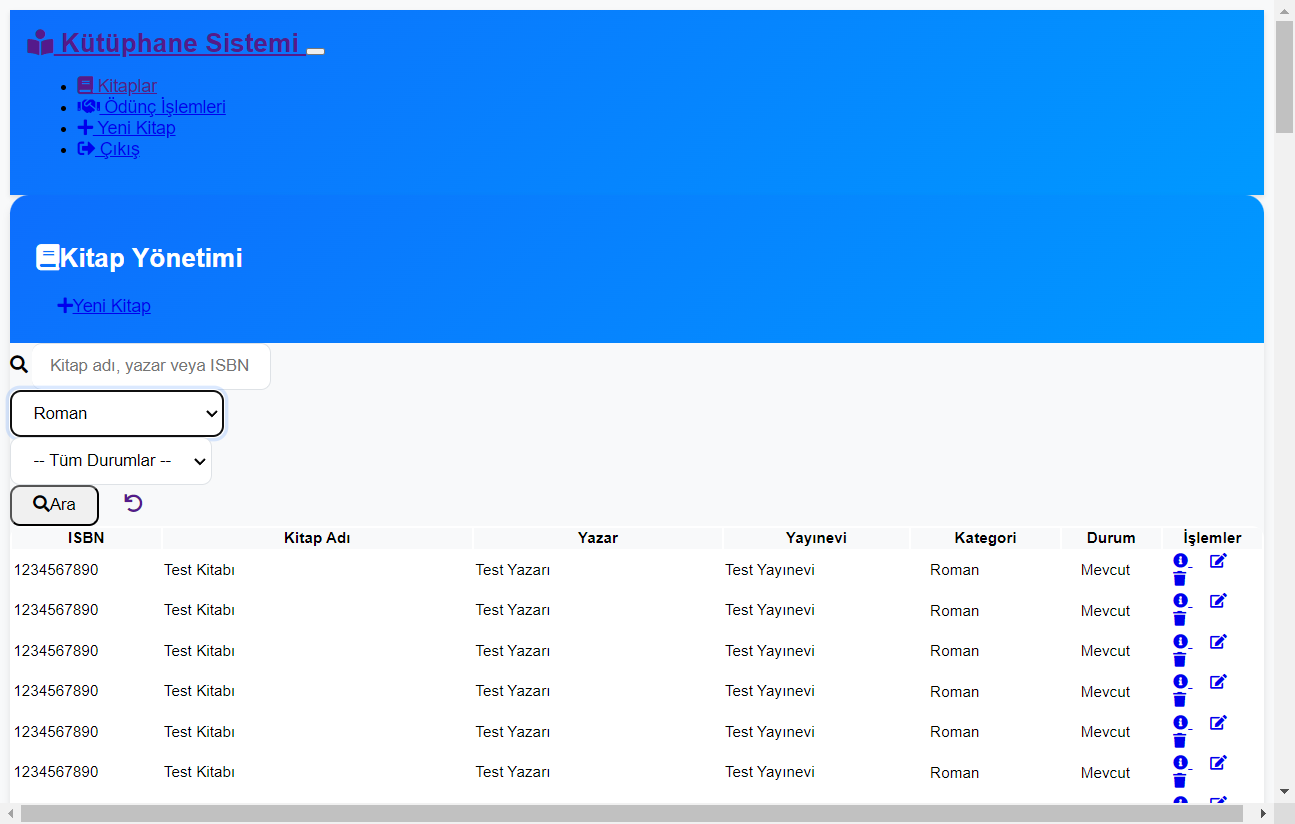 Kütüphane Sistemi
Kitaplar
Ödünç İşlemleri
Yeni Kitap
Çıkış
Kitap Yönetimi
Yeni Kitap
Kitap adı, yazar veya ISBN
Roman
-- Tüm Durumlar --
Ara
ISBN Kitap Adı Yazar Yayınevi Kategori Durum İşlemler
1234567890 Test Kitabı Test Yazarı Test Yayınevi Roman Mevcut
1234567890 Test Kitabı Test Yazarı Test Yayınevi Roman Mevcut
1234567890 Test Kitabı Test Yazarı Test Yayınevi Roman Mevcut
1234567890 Test Kitabı Test Yazarı Test Yayınevi Roman Mevcut
1234567890 Test Kitabı Test Yazarı Test Yayınevi Roman Mevcut
1234567890 Test Kitabı Test Yazarı Test Yayınevi Roman Mevcut